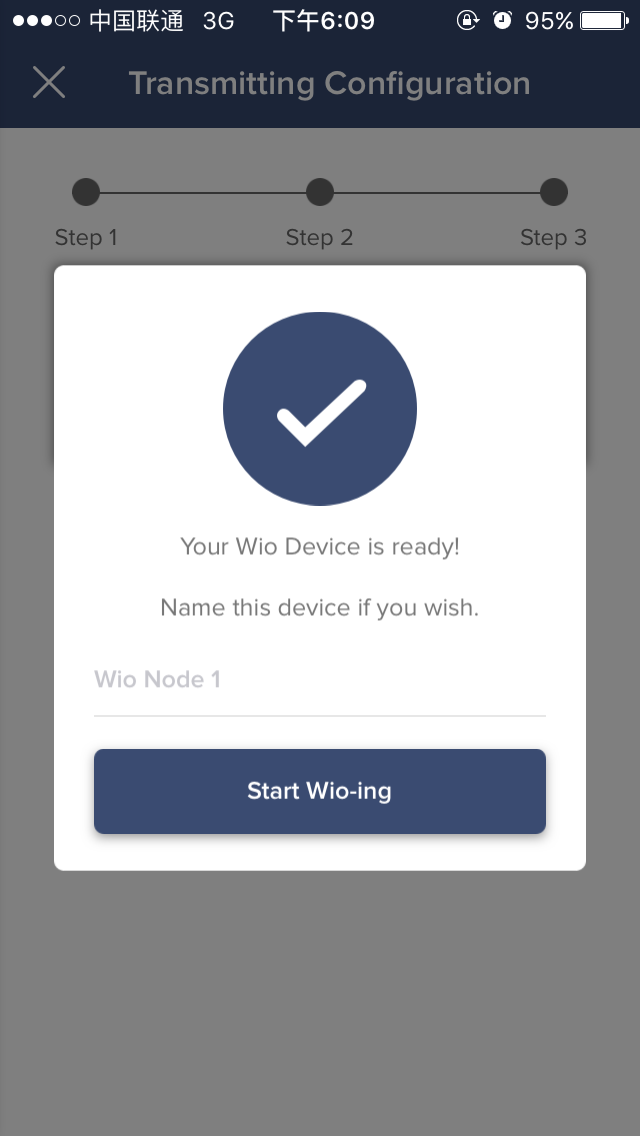 中国联通 3G 下午6:09 95%
Transmitting Configuration
Step 1 Step 2 Step 3
Your Wio Device is ready!
Name this device if you wish.
Wio Node 1
Start Wio-ing